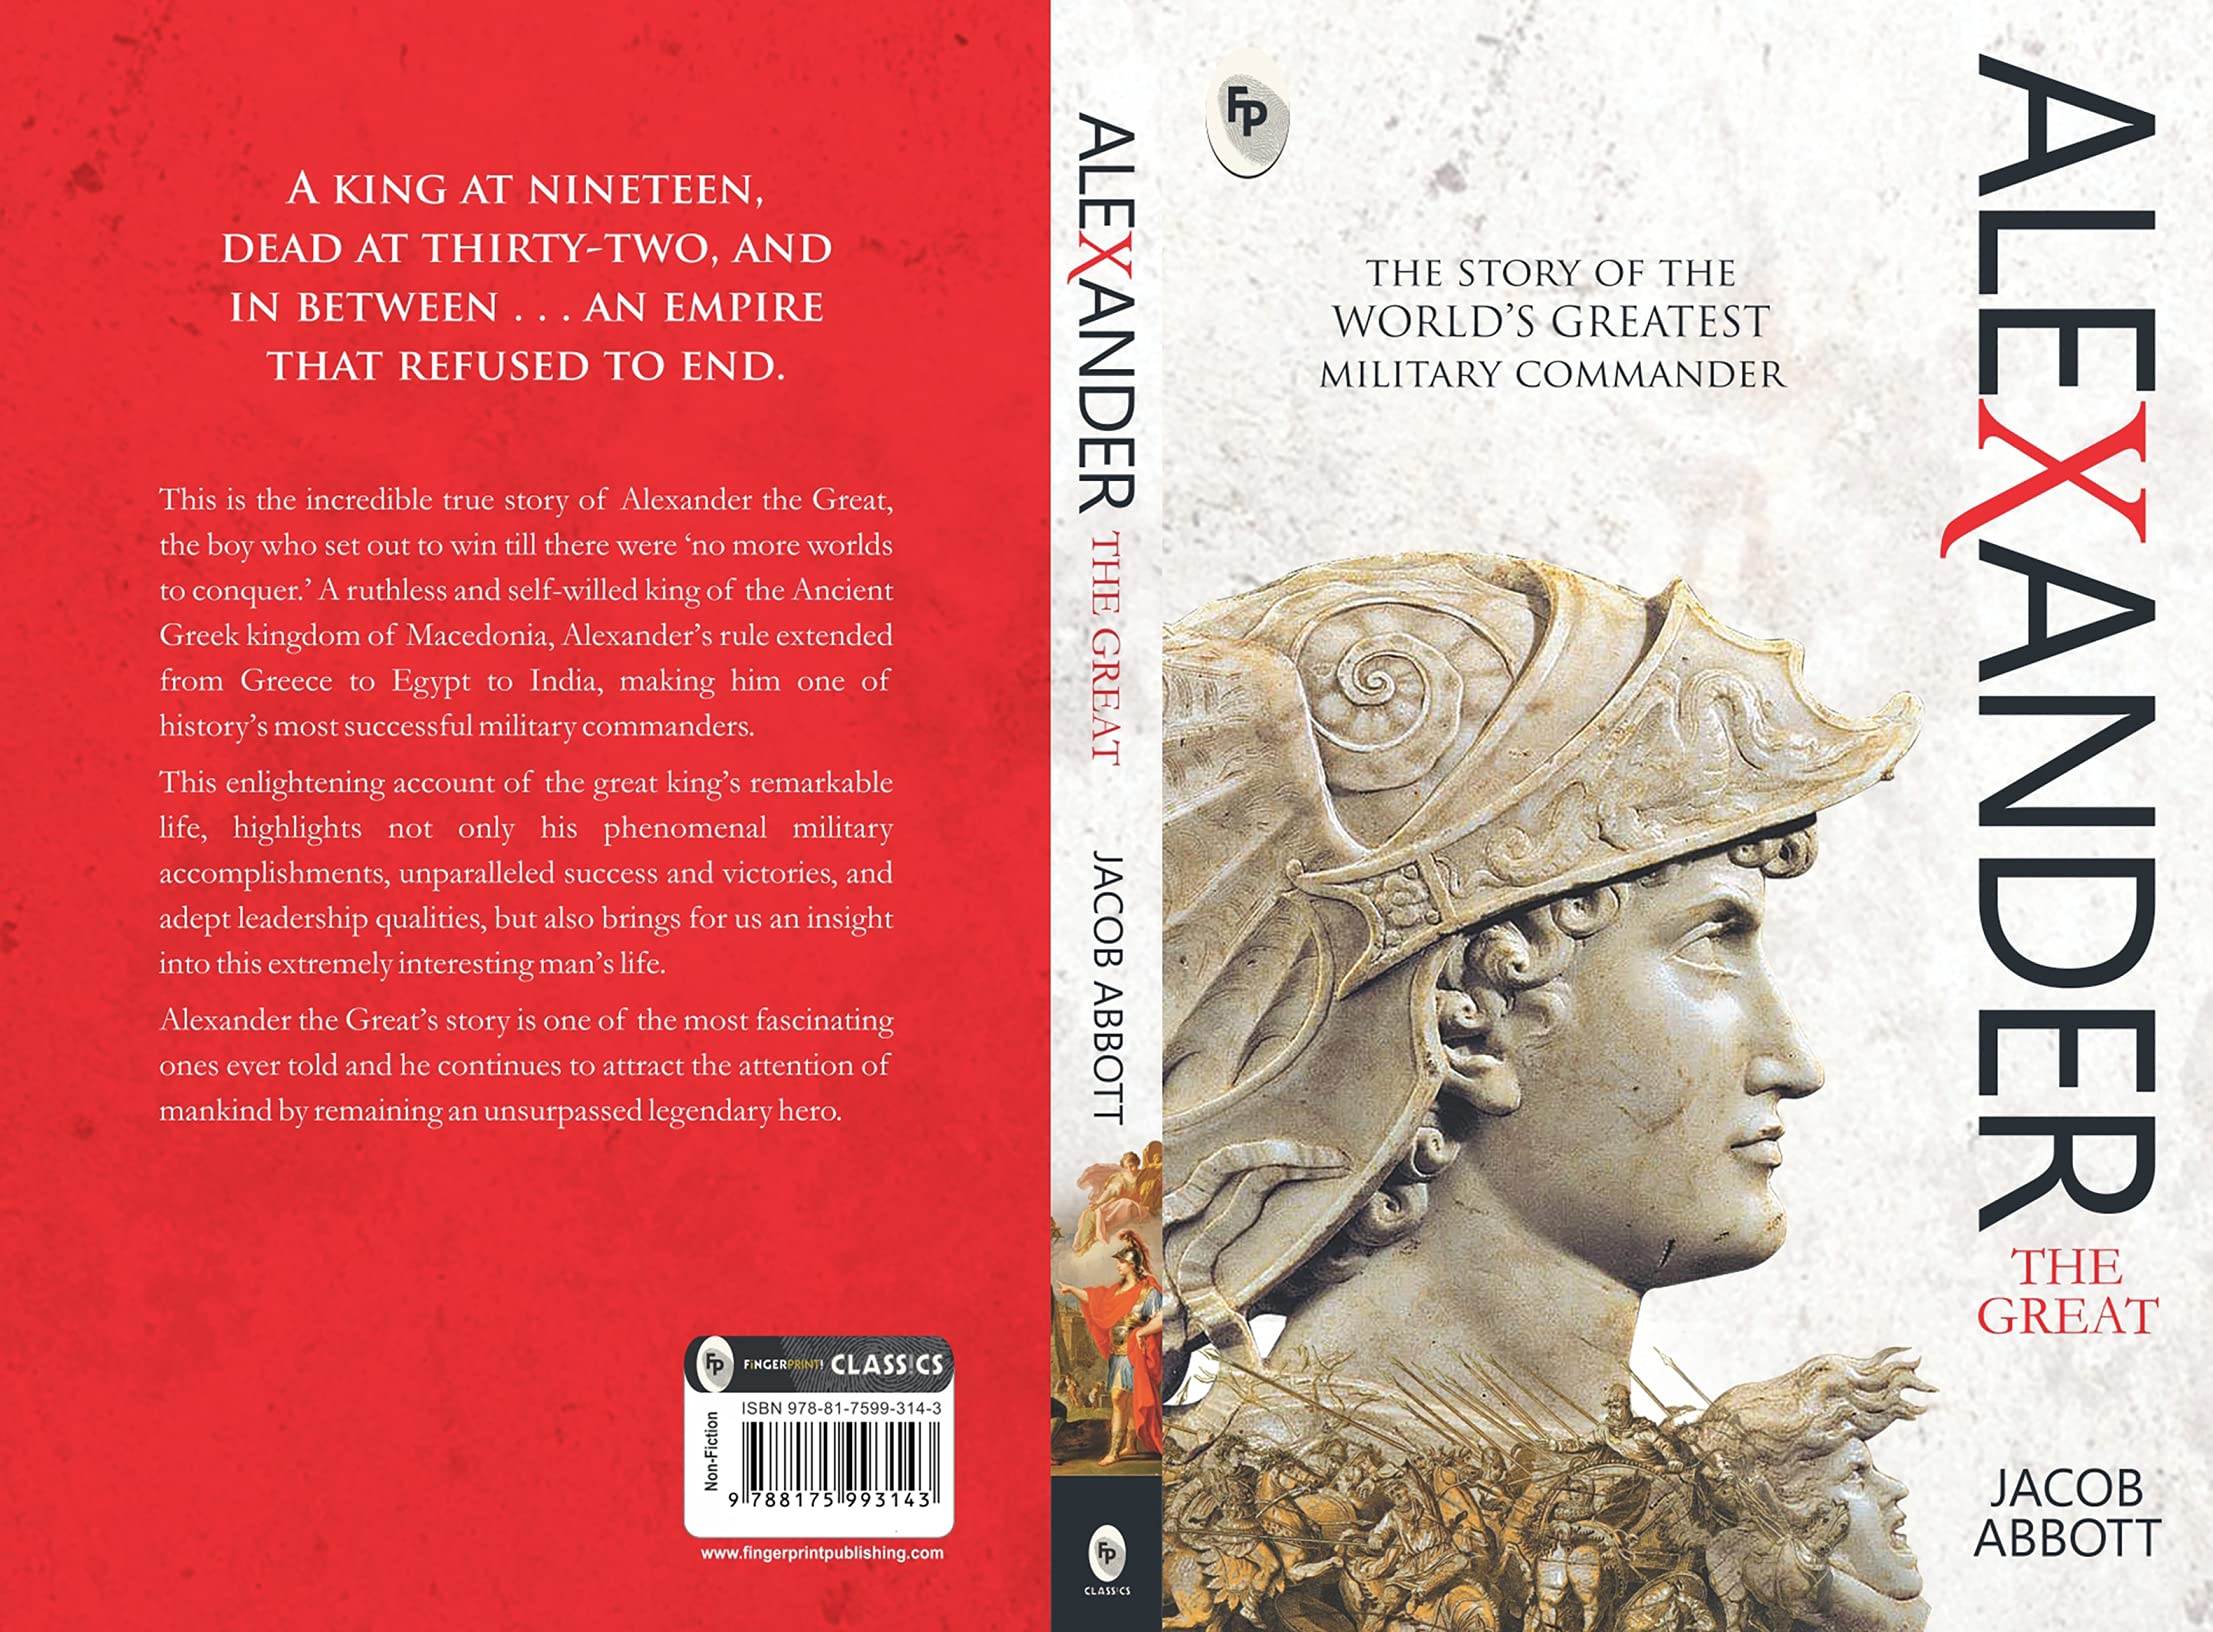 A KING AT NINETEEN,
DEAD AT THIRTY-TWO, AND
IN BETWEEN . . . AN EMPIRE
THAT REFUSED TO END.
This is the incredible true story of Alexander the Great,
the boy who set out to win till there were ‘no more worlds
to conquer.’ A ruthless and self-willed king of the Ancient
Greek kingdom of Macedonia, Alexander’s rule extended
from Greece to Egypt to India, making him one of
history’s most successful military commanders.
This enlightening account of the great king’s remarkable
life, highlights not only his phenomenal military
accomplishments, unparalleled success and victories, and
adept leadership qualities, but also brings for us an insight
into this extremely interesting man’s life.
Alexander the Great’s story is one of the most fascinating
ones ever told and he continues to attract the attention of
mankind by remaining an unsurpassed legendary hero.
FP FiNGERPRINT! CLASS!CS
ISBN 978-81-7599-314-3
Non-Fiction
9 788175 993143
www.fingerprintpublishing.com
ALEXANDER THE GREAT JACOB ABBOTT
FP
CLASS!CS
FP
THE STORY OF THE
WORLD’S GREATEST
MILITARY COMMANDER
ALEXANDER
THE
GREAT
JACOB
ABBOTT